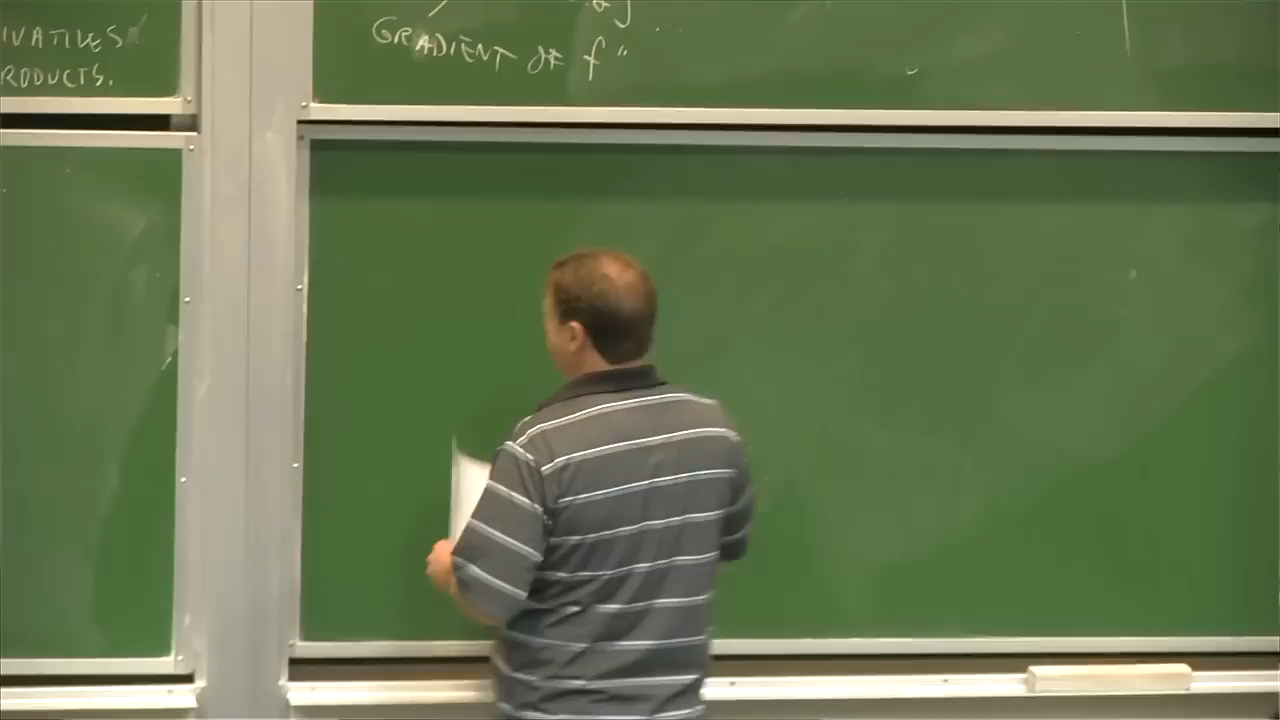 IVATIVES
RODUCTS.
GRADIENT OF f"